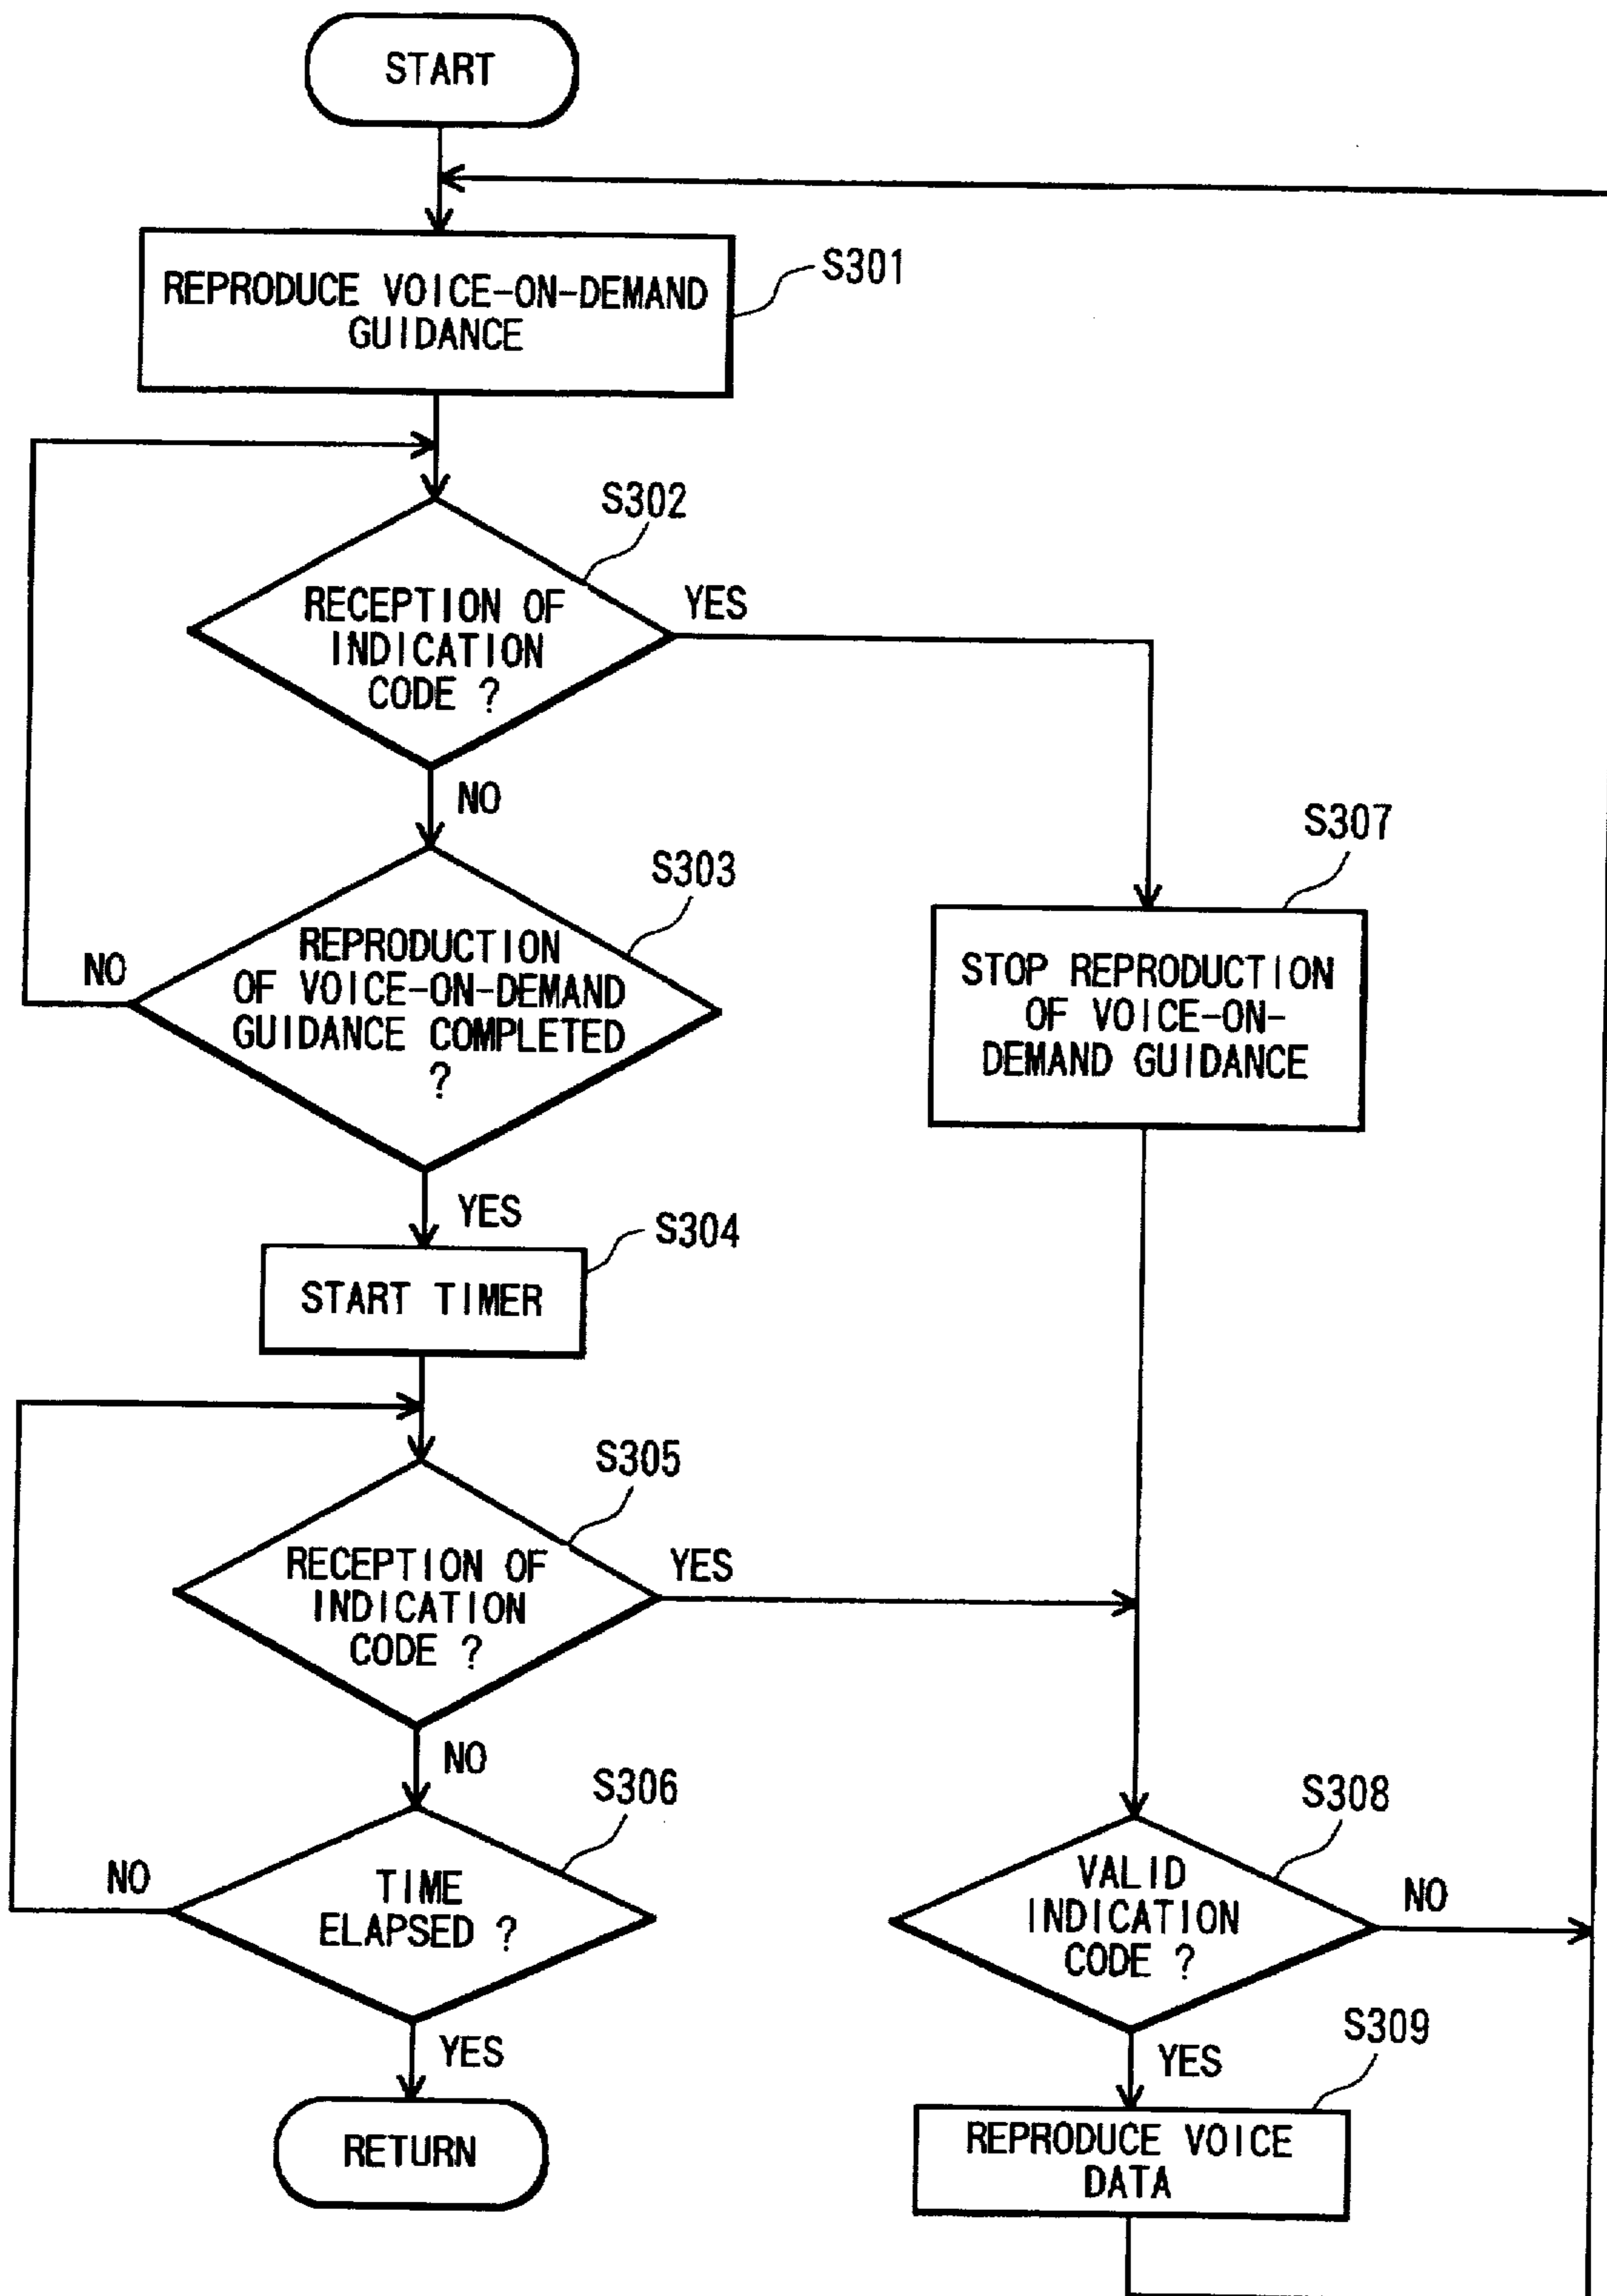 START
S301
REPRODUCE VOICE-ON-DEMAND
GUIDANCE
S302
RECEPTION OF
INDICATION
CODE ?
YES
NO
S303
REPRODUCTION
OF VOICE-ON-DEMAND
GUIDANCE COMPLETED
?
NO
YES
S307
STOP REPRODUCTION
OF VOICE-ON-
DEMAND GUIDANCE
S304
START TIMER
S305
RECEPTION OF
INDICATION
CODE ?
YES
NO
S306
TIME
ELAPSED ?
NO
YES
RETURN
S308
VALID
INDICATION
CODE ?
NO
YES
S309
REPRODUCE VOICE
DATA